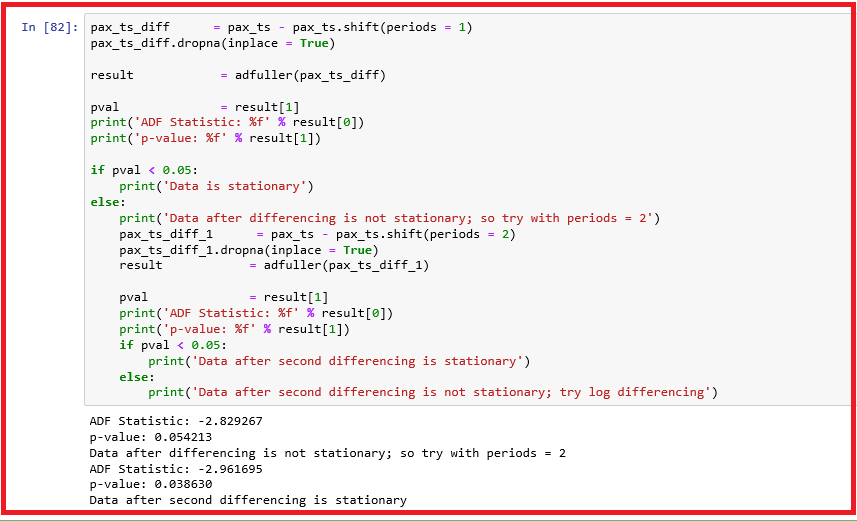 In [82]: pax_ts_diff      = pax_ts - pax_ts.shift(periods = 1)
pax_ts_diff.dropna(inplace = True)
result            = adfuller(pax_ts_diff)
pval              = result[1]
print('ADF Statistic: %f' % result[0])
print('p-value: %f' % result[1])
if pval < 0.05:
    print('Data is stationary')
else:
    print('Data after differencing is not stationary; so try with periods = 2')
    pax_ts_diff_1      = pax_ts - pax_ts.shift(periods = 2)
    pax_ts_diff_1.dropna(inplace = True)
    result            = adfuller(pax_ts_diff_1)
    pval              = result[1]
    print('ADF Statistic: %f' % result[0])
    print('p-value: %f' % result[1])
    if pval < 0.05:
        print('Data after second differencing is stationary')
    else:
        print('Data after second differencing is not stationary; try log differencing')
ADF Statistic: -2.829267
p-value: 0.054213
Data after differencing is not stationary; so try with periods = 2
ADF Statistic: -2.961695
p-value: 0.038630
Data after second differencing is stationary